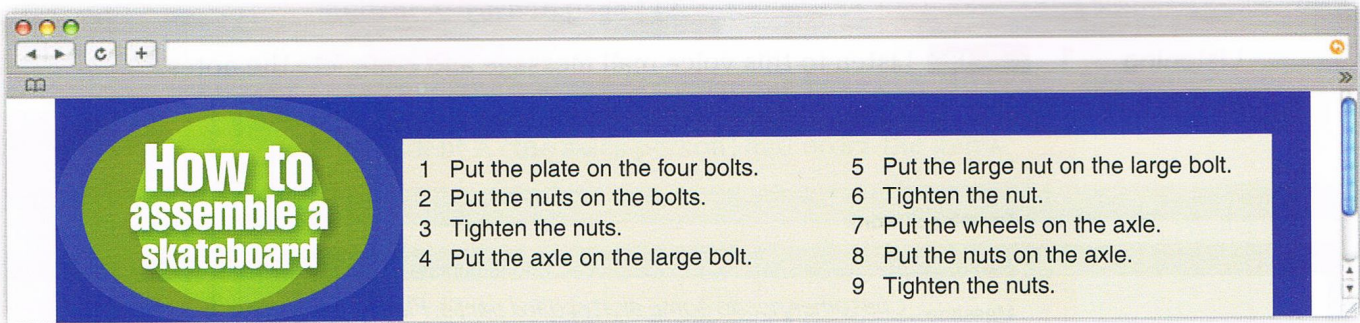 How to
assemble a
skateboard
1 Put the plate on the four bolts.
2 Put the nuts on the bolts.
3 Tighten the nuts.
4 Put the axle on the large bolt.
5 Put the large nut on the large bolt.
6 Tighten the nut.
7 Put the wheels on the axle.
8 Put the nuts on the axle.
9 Tighten the nuts.